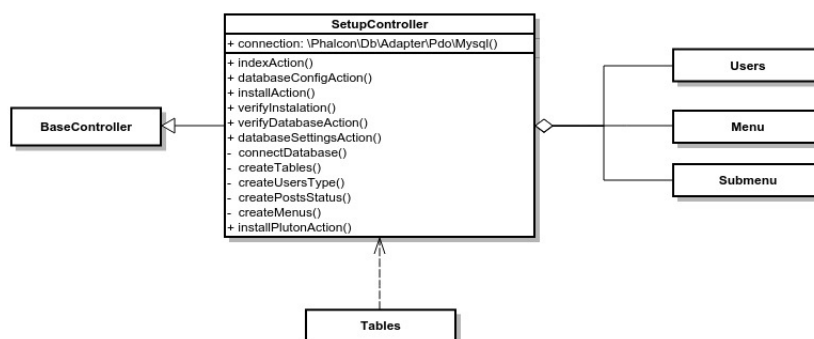 SetupController
+ connection: \Phalcon\Db\Adapter\Pdo\Mysql()
+ indexAction()
+ databaseConfigAction()
+ installAction()
+ verifyInstalation()
+ verifyDatabaseAction()
+ databaseSettingsAction()
- connectDatabase()
- createTables()
- createUsersType()
- createPostsStatus()
- createMenus()
+ installPlutonAction()
BaseController
Users
Menu
Submenu
Tables